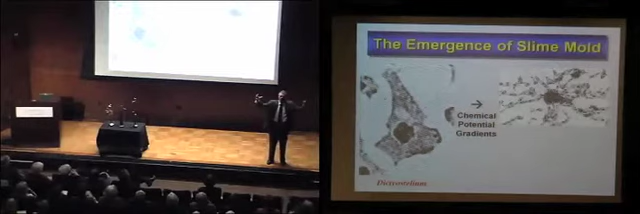 The Emergence of Slime Mold
→
Chemical
Potential
Gradients
Dictyostelium